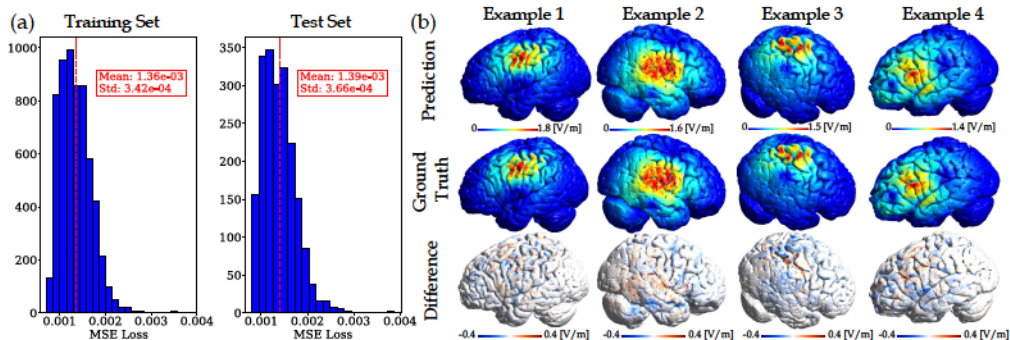 (a)
Training Set
Test Set
1000
800
600
400
200
0
Mean: 1.36e-03
Std: 3.42e-04
0.001 0.002 0.003 0.004
MSE Loss
350
300
250
200
150
100
50
0
Mean: 1.39e-03
Std: 3.66e-04
0.001 0.002 0.003 0.004
MSE Loss
(b)
Example 1 Example 2 Example 3 Example 4
Prediction
0 1.8 [V/m] 0 1.6 [V/m] 0 1.5 [V/m] 0 1.4 [V/m]
Ground
Truth
Difference
-0.4 0.4 [V/m] -0.4 0.4 [V/m] -0.4 0.4 [V/m] -0.4 0.4 [V/m]